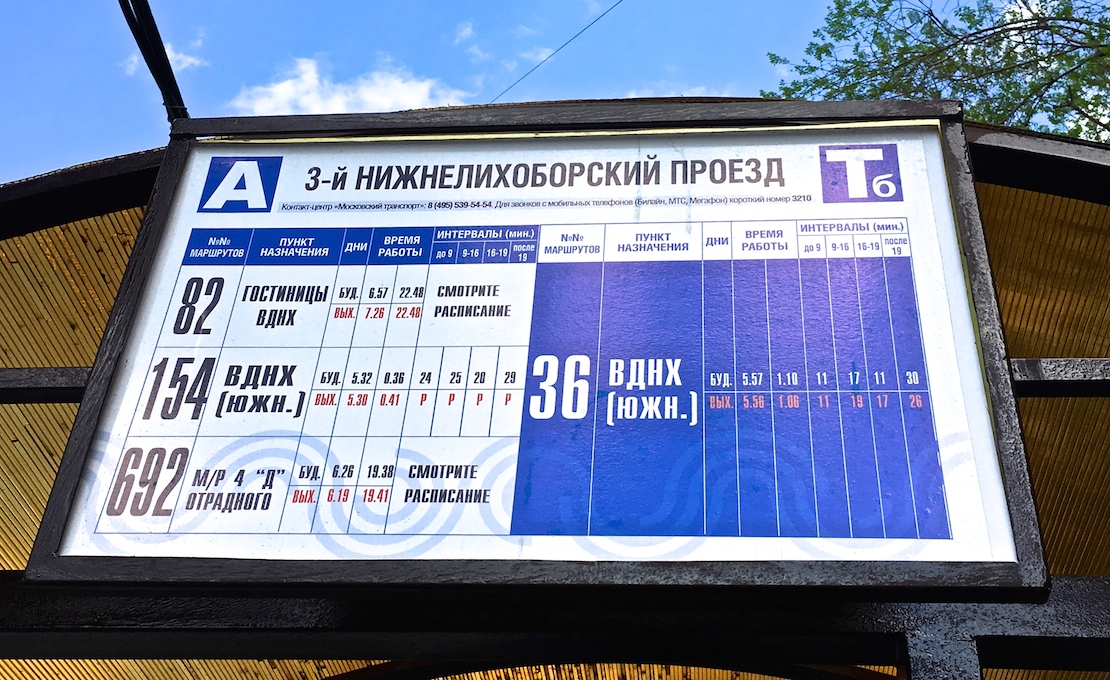 А
3-й НИЖНЕЛИХОБОРСКИЙ ПРОЕЗД
Тб
Контакт-центр «Московский транспорт»: 8 (495) 539-54-54. Для звонков с мобильных телефонов (Билайн, МТС, Мегафон) короткий номер 3210
№№ МАРШРУТОВ ПУНКТ НАЗНАЧЕНИЯ ДНИ ВРЕМЯ РАБОТЫ ИНТЕРВАЛЫ (мин.)
до 9 9-16 16-19 после 19
82 ГОСТИНИЦЫ ВДНХ БУД. 6.57 22.48 СМОТРИТЕ РАСПИСАНИЕ
ВЫХ. 7.26 22.48
154 ВДНХ (ЮЖН.) БУД. 5.32 0.36 24 25 20 29
ВЫХ. 5.30 0.41 Р Р Р Р
692 М/Р 4 "Д" ОТРАДНОГО БУД. 6.26 19.38 СМОТРИТЕ РАСПИСАНИЕ
ВЫХ. 6.19 19.41
№№ МАРШРУТОВ ПУНКТ НАЗНАЧЕНИЯ ДНИ ВРЕМЯ РАБОТЫ ИНТЕРВАЛЫ (мин.)
до 9 9-16 16-19 после 19
36 ВДНХ (ЮЖН.) БУД. 5.57 1.10 11 17 11 30
ВЫХ. 5.56 1.06 11 19 17 26